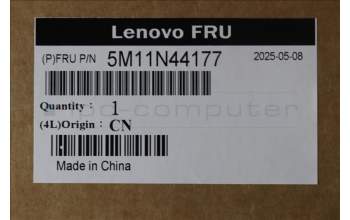 Lenovo FRU
(P)FRU P/N 5M11N44177 2025-05-08
Quantity : 1
(4L)Origin : CN
Made in China